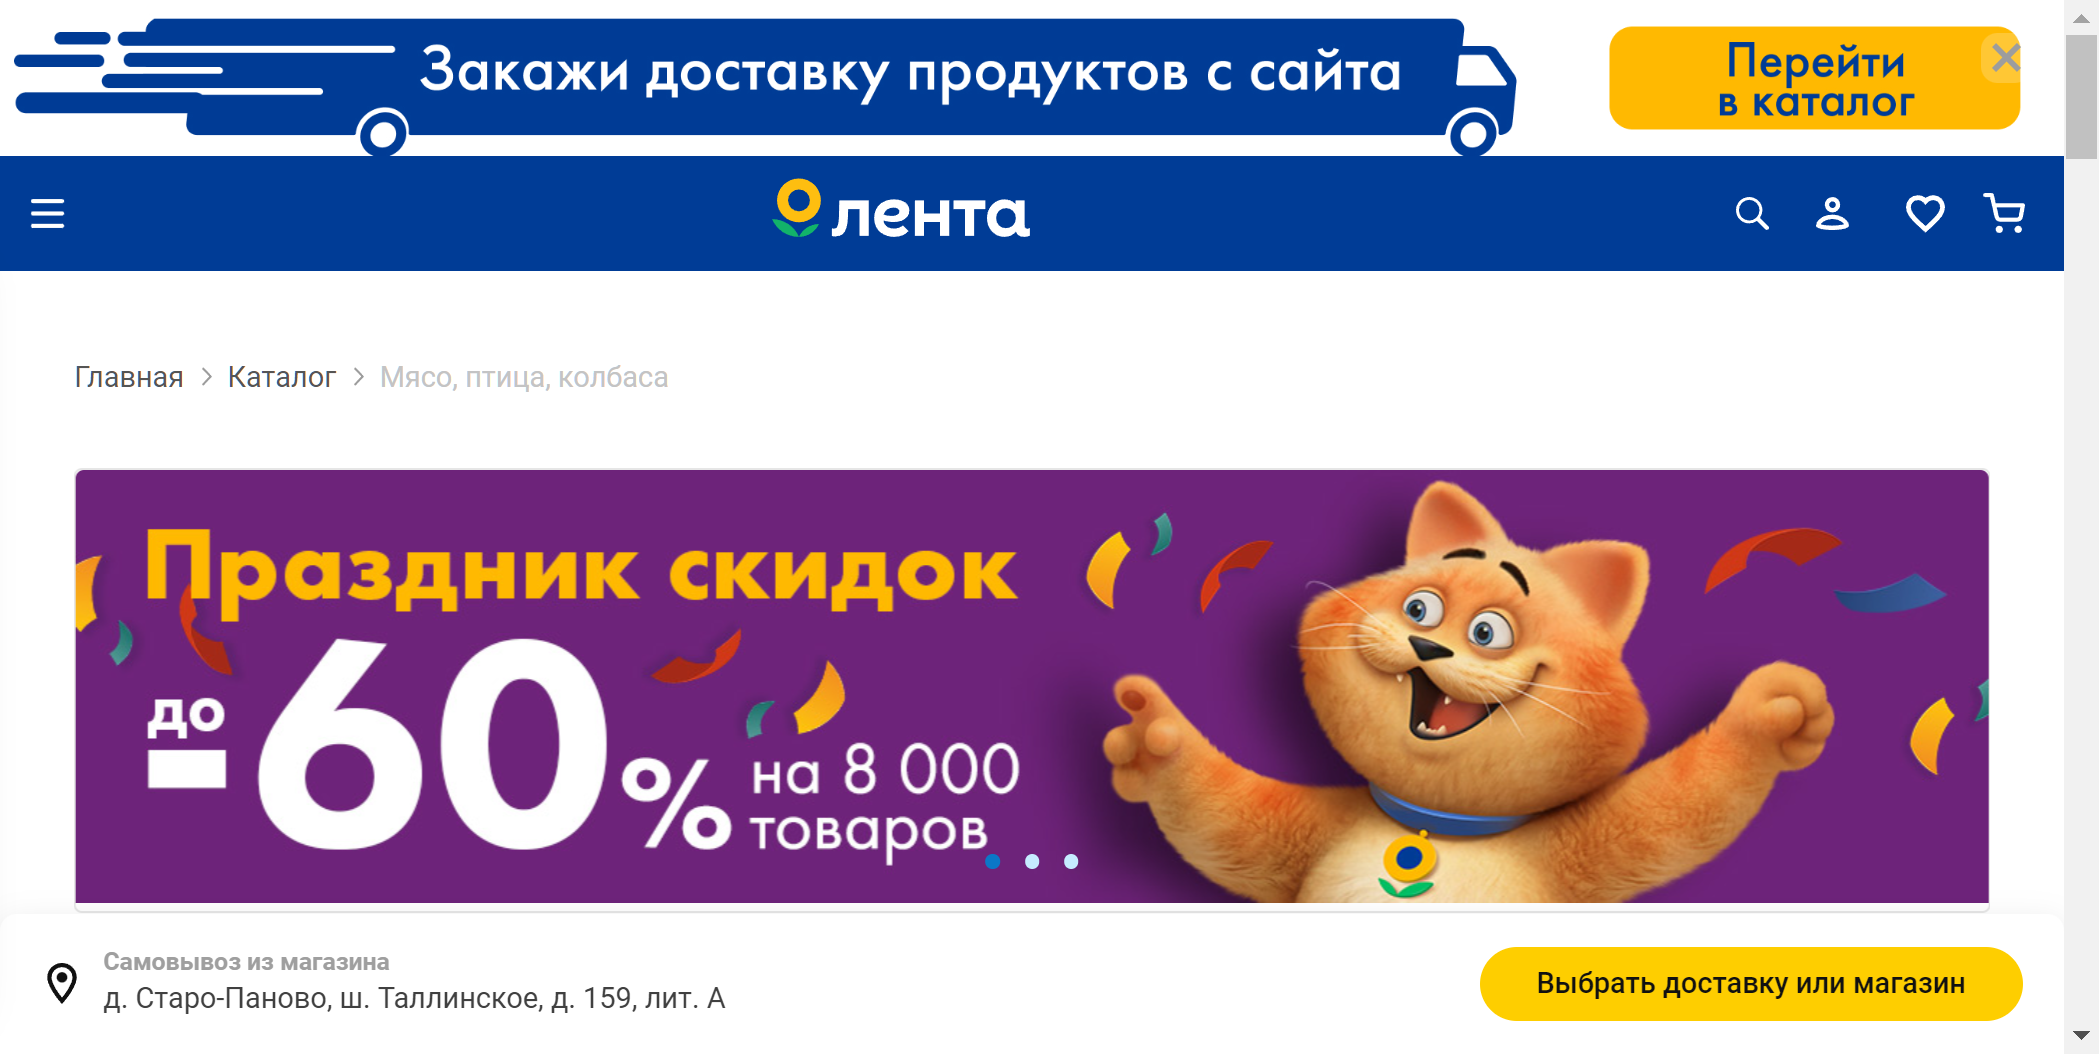 Закажи доставку продуктов с сайта
Перейти
в каталог
лента
Главная > Каталог > Мясо, птица, колбаса
Праздник скидок
до
-60% на 8 000
товаров
Самовывоз из магазина
д. Старо-Паново, ш. Таллинское, д. 159, лит. А
Выбрать доставку или магазин